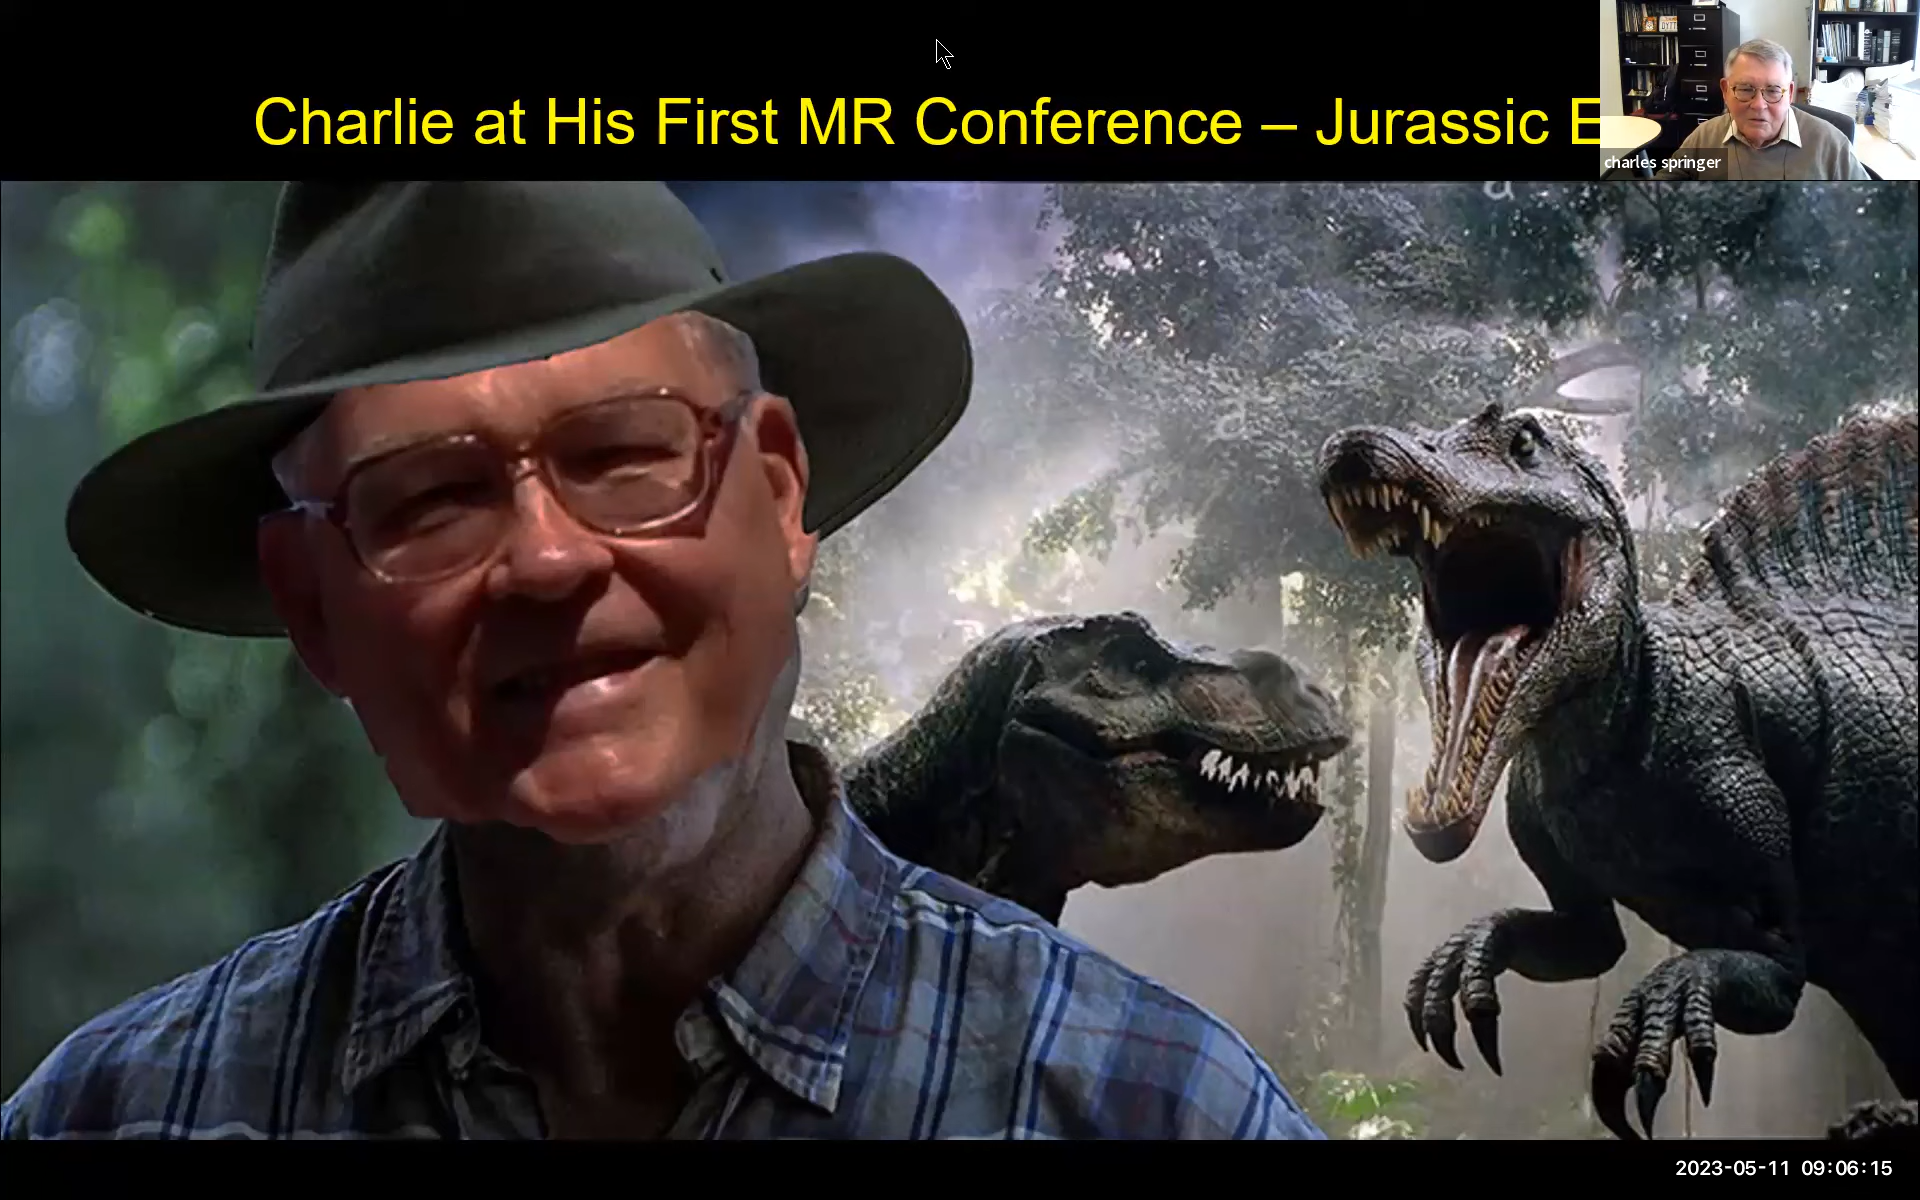 Charlie at His First MR Conference – Jurassic E
charles springer
2023-05-11 09:06:15